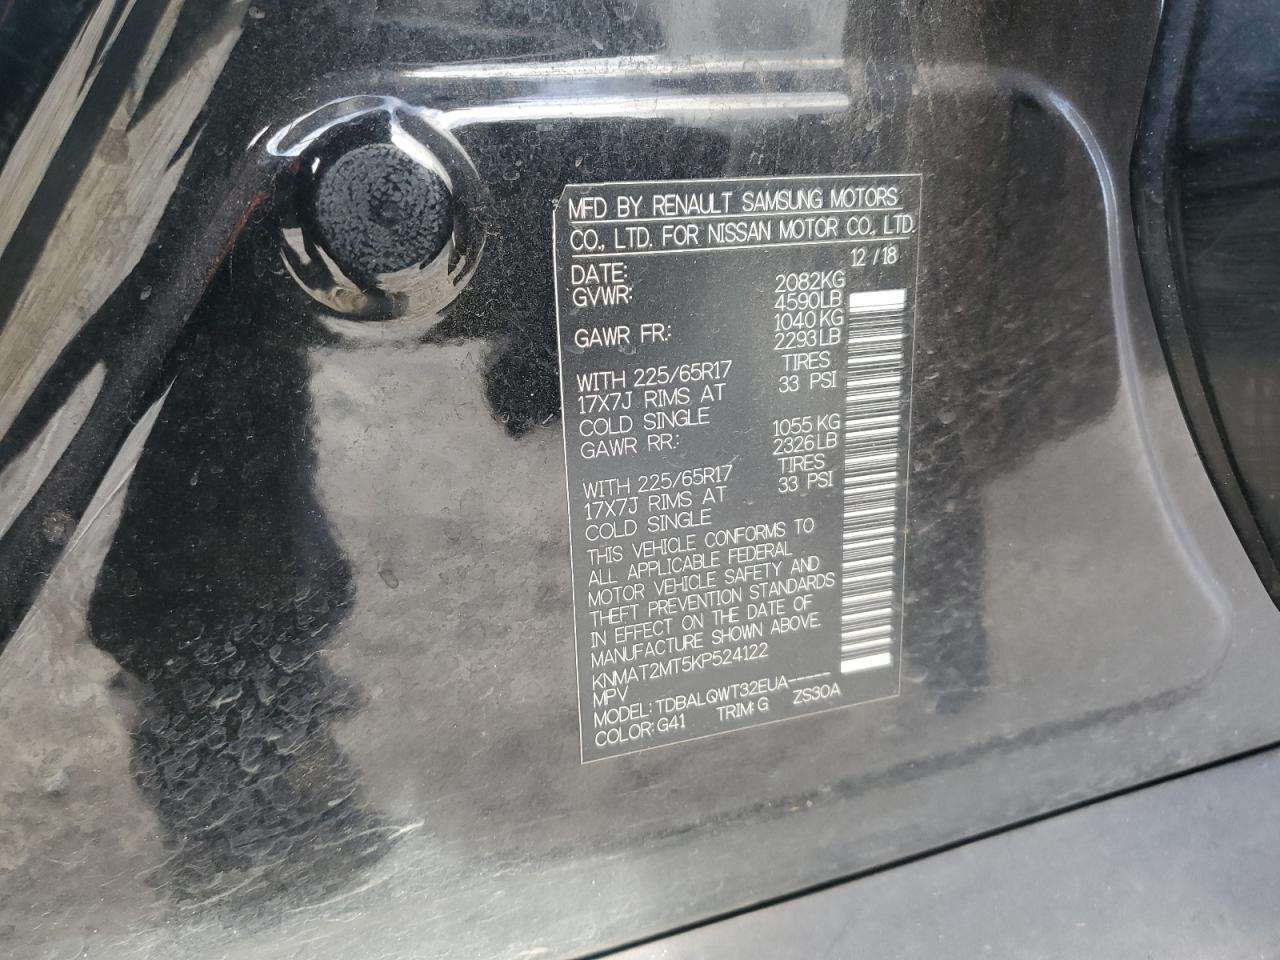 MFD BY RENAULT SAMSUNG MOTORS
CO., LTD. FOR NISSAN MOTOR CO., LTD.
DATE: 12 / 18
GVWR: 2082KG
4590LB
GAWR FR: 1040KG
2293LB
WITH 225/65R17 TIRES
17X7J RIMS AT 33 PSI
COLD SINGLE
GAWR RR: 1055KG
2326LB
WITH 225/65R17 TIRES
17X7J RIMS AT 33 PSI
COLD SINGLE
THIS VEHICLE CONFORMS TO
ALL APPLICABLE FEDERAL
MOTOR VEHICLE SAFETY AND
THEFT PREVENTION STANDARDS
IN EFFECT ON THE DATE OF
MANUFACTURE SHOWN ABOVE.
KNMAT2MT5KP524122
MPV
MODEL: TDBALQWT32EUA-----
COLOR: G41 TRIM: G ZS30A